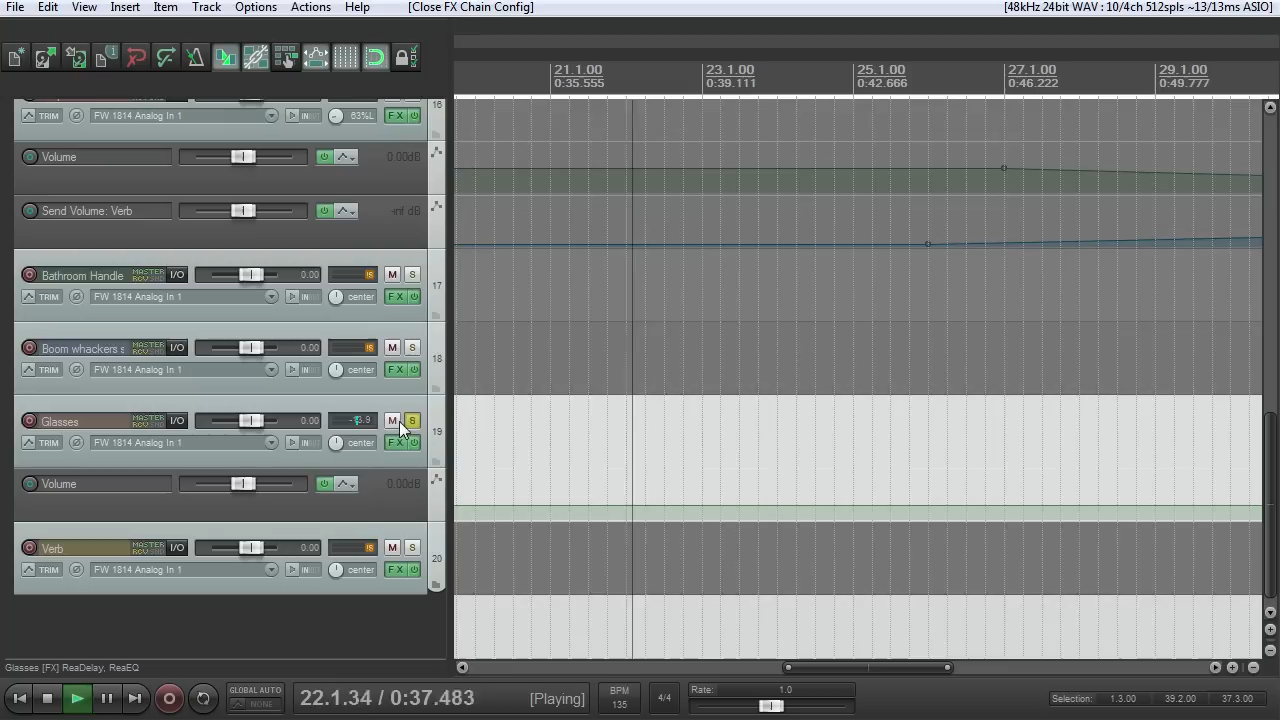 File Edit View Insert Item Track Options Actions Help [Close FX Chain Config] [48kHz 24bit WAV : 10/4ch 512spls ~13/13ms ASIO]
21.1.00 23.1.00 25.1.00 27.1.00 29.1.00
0:35.555 0:39.111 0:42.666 0:46.222 0:49.777
16
TRIM FW 1814 Analog In 1 IN 63%L FX
Volume 0.00dB
Send Volume: Verb -inf dB
Bathroom Handle MASTER RCV I/O 0.00 M S
17
TRIM FW 1814 Analog In 1 IN center FX
Boom whackers s MASTER RCV I/O 0.00 M S
18
TRIM FW 1814 Analog In 1 IN center FX
Glasses MASTER RCV I/O 0.00 M S
19
TRIM FW 1814 Analog In 1 IN center FX
Volume 0.00dB
Verb MASTER RCV I/O 0.00 M S
20
TRIM FW 1814 Analog In 1 IN center FX
Glasses [FX] ReaDelay, ReaEQ
GLOBAL AUTO
NONE
22.1.34 / 0:37.483 [Playing]
BPM
135
4/4
Rate: 1.0
Selection: 1.3.00 39.2.00 37.3.00